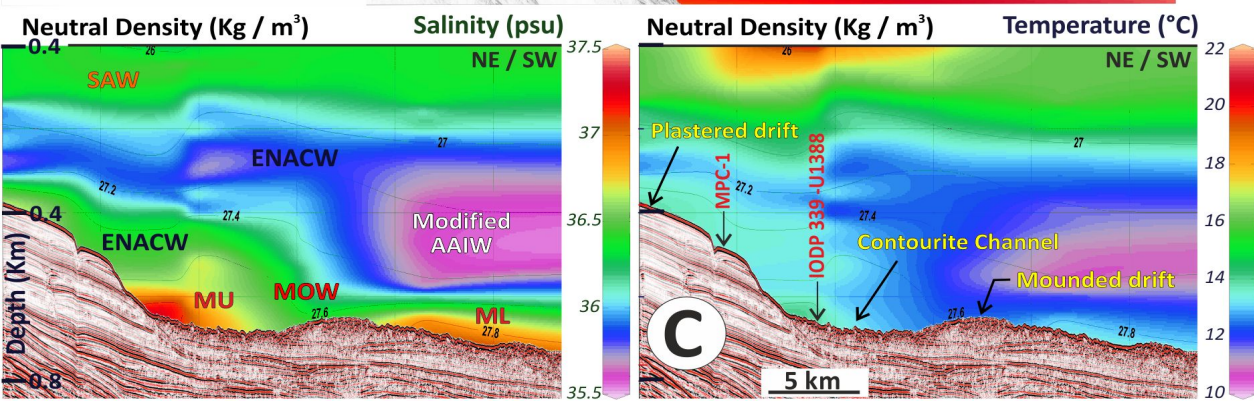 Neutral Density (Kg / m³) Salinity (psu)
NE / SW
0.4
26
SAW
ENACW
27
27.2
27.4
0.4
ENACW
Modified
AAIW
MU
MOW
ML
27.6
27.8
Depth (Km)
0.8
37.5
37
36.5
36
35.5
Neutral Density (Kg / m³) Temperature (°C)
NE / SW
26
Plastered drift
27
MPC-1
IODP 339 -U1388
27.2
27.4
Contourite Channel
Mounded drift
27.6
27.8
C
5 km
22
20
18
16
14
12
10